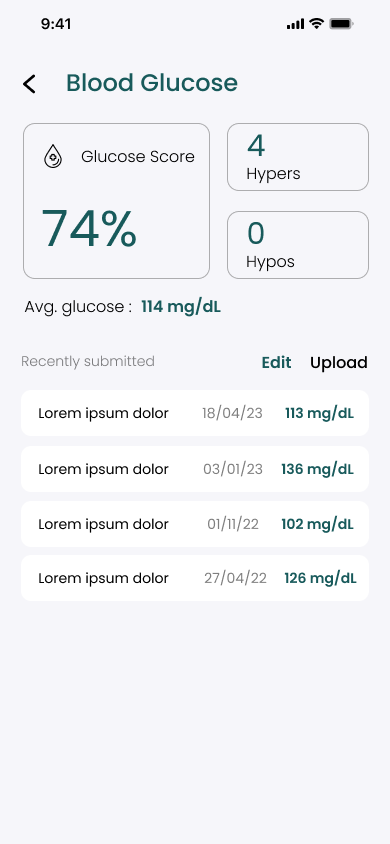 9:41
Blood Glucose
Glucose Score
74%
4
Hypers
0
Hypos
Avg. glucose : 114 mg/dL
Recently submitted Edit Upload
Lorem ipsum dolor 18/04/23 113 mg/dL
Lorem ipsum dolor 03/01/23 136 mg/dL
Lorem ipsum dolor 01/11/22 102 mg/dL
Lorem ipsum dolor 27/04/22 126 mg/dL